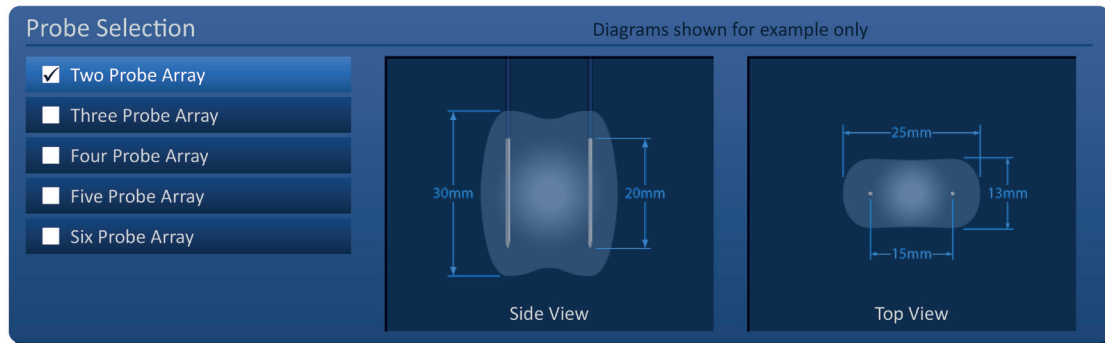 Probe Selection
Diagrams shown for example only
Two Probe Array
Three Probe Array
Four Probe Array
Five Probe Array
Six Probe Array
30mm
20mm
Side View
25mm
13mm
15mm
Top View